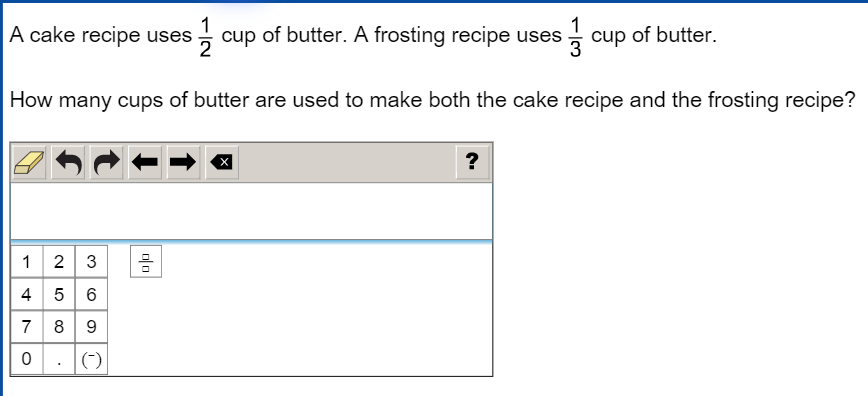 A cake recipe uses 1/2 cup of butter. A frosting recipe uses 1/3 cup of butter.
How many cups of butter are used to make both the cake recipe and the frosting recipe?
?
1 2 3
4 5 6
7 8 9
0 . (-)